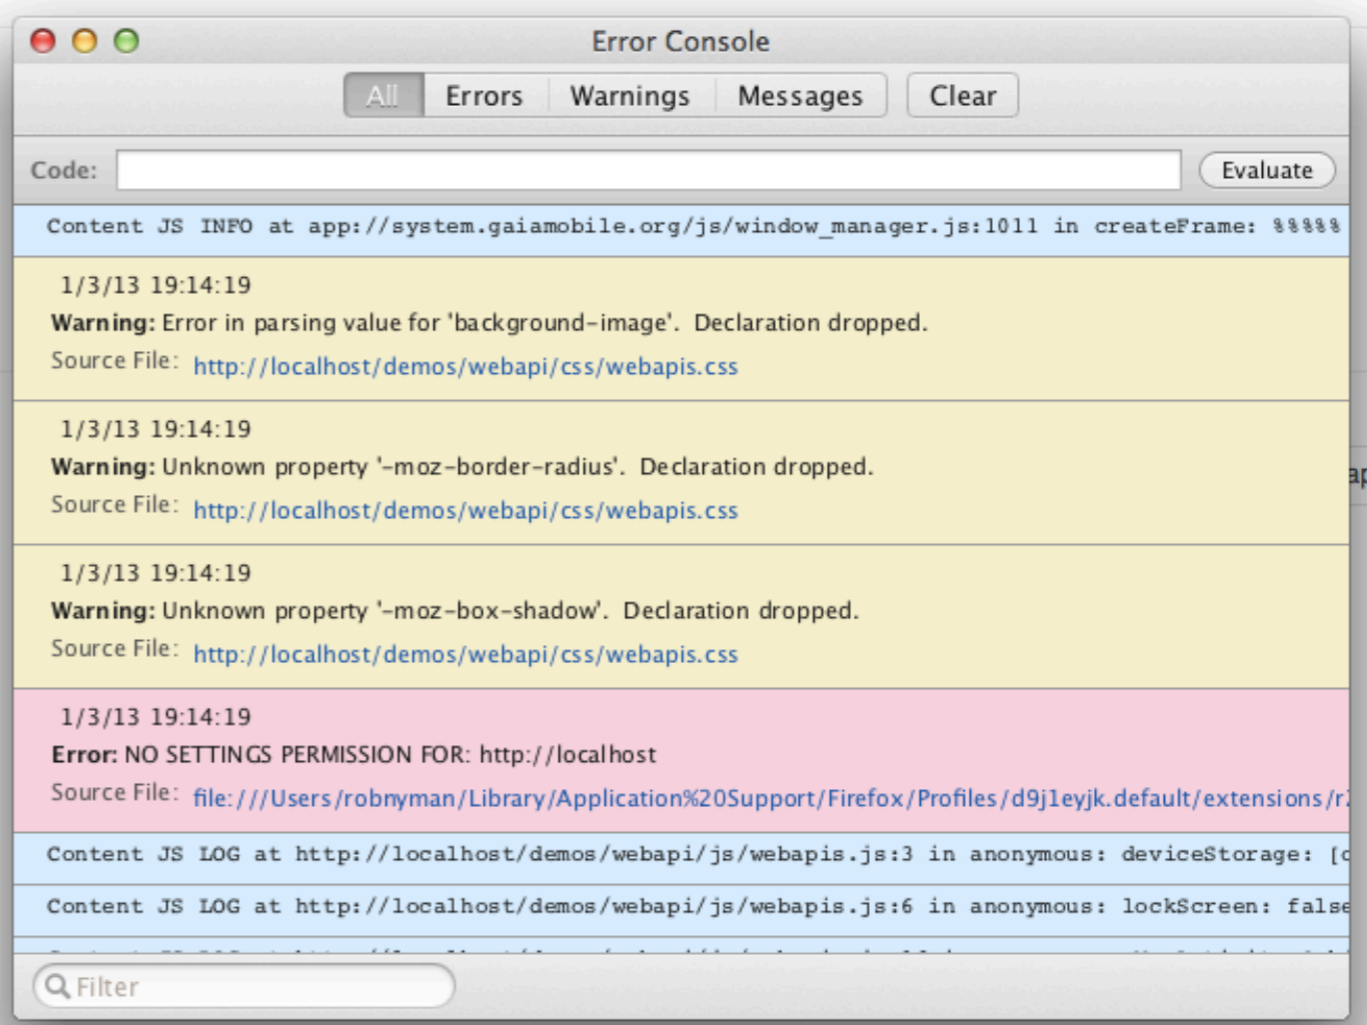 Error Console
All Errors Warnings Messages Clear
Code: Evaluate
Content JS INFO at app://system.gaiamobile.org/js/window_manager.js:1011 in createFrame: %%%%%
1/3/13 19:14:19
Warning: Error in parsing value for 'background-image'. Declaration dropped.
Source File: http://localhost/demos/webapi/css/webapis.css
1/3/13 19:14:19
Warning: Unknown property '-moz-border-radius'. Declaration dropped.
Source File: http://localhost/demos/webapi/css/webapis.css
1/3/13 19:14:19
Warning: Unknown property '-moz-box-shadow'. Declaration dropped.
Source File: http://localhost/demos/webapi/css/webapis.css
1/3/13 19:14:19
Error: NO SETTINGS PERMISSION FOR: http://localhost
Source File: file:///Users/robnyman/Library/Application%20Support/Firefox/Profiles/d9j1eyjk.default/extensions/r2
Content JS LOG at http://localhost/demos/webapi/js/webapis.js:3 in anonymous: deviceStorage: [o
Content JS LOG at http://localhost/demos/webapi/js/webapis.js:6 in anonymous: lockScreen: false
Filter